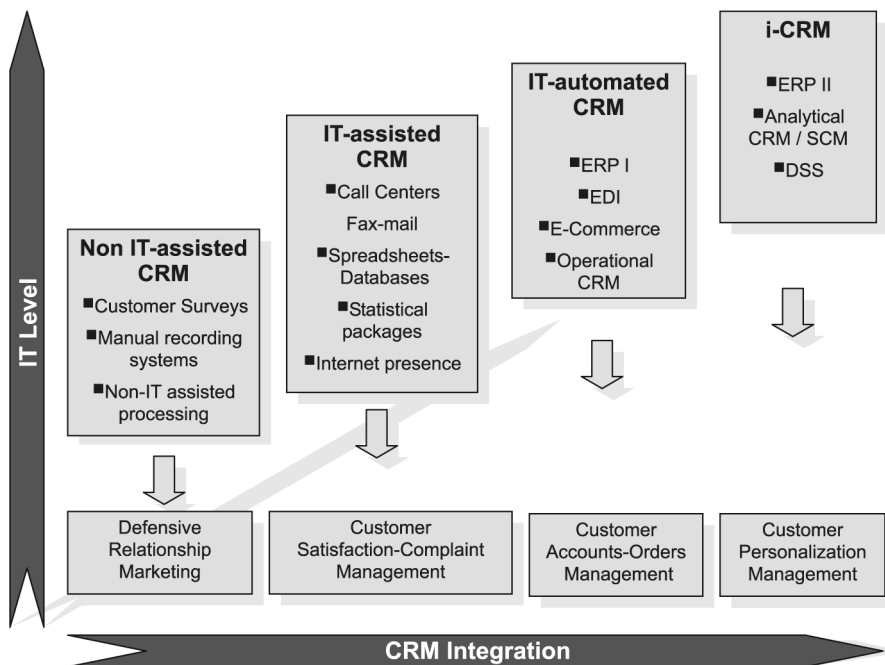 IT Level
Non IT-assisted
CRM
■Customer Surveys
■Manual recording
systems
■Non-IT assisted
processing
IT-assisted
CRM
■Call Centers
Fax-mail
■Spreadsheets-
Databases
■Statistical
packages
■Internet presence
IT-automated
CRM
■ERP I
■EDI
■E-Commerce
■Operational
CRM
i-CRM
■ERP II
■Analytical
CRM / SCM
■DSS
Defensive
Relationship
Marketing
Customer
Satisfaction-Complaint
Management
Customer
Accounts-Orders
Management
Customer
Personalization
Management
CRM Integration